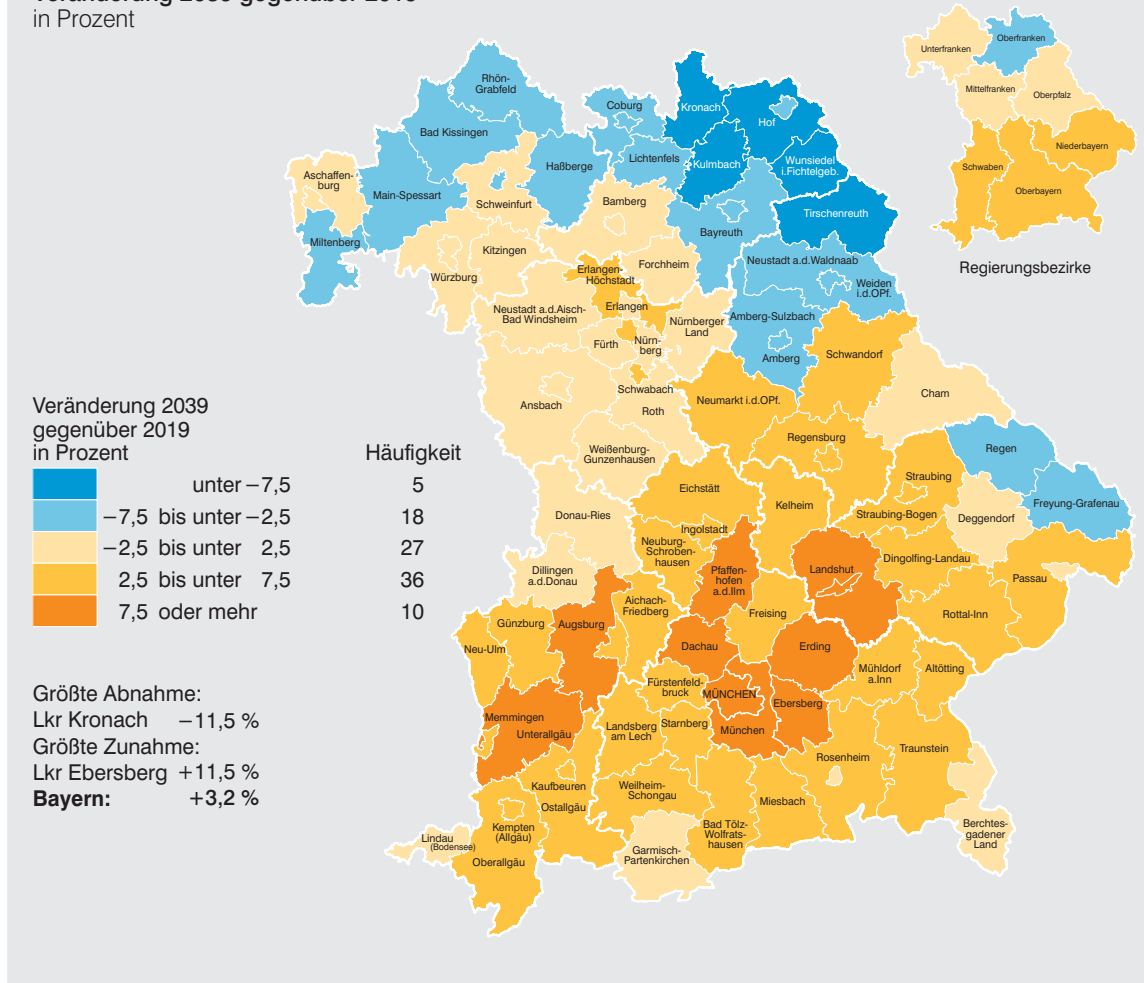 in Prozent
Unterfranken
Oberfranken
Mittelfranken
Oberpfalz
Niederbayern
Schwaben
Oberbayern
Regierungsbezirke
Rhön-
Grabfeld
Bad Kissingen
Coburg
Kronach
Hof
Lichtenfels
Kulmbach
Wunsiedel
i.Fichtelgeb.
Haßberge
Aschaffen-
burg
Main-Spessart
Schweinfurt
Bamberg
Bayreuth
Tirschenreuth
Miltenberg
Würzburg
Kitzingen
Forchheim
Erlangen-
Höchstadt
Neustadt a.d.Waldnaab
Weiden
i.d.OPf.
Neustadt a.d.Aisch-
Bad Windsheim
Erlangen
Nürnberger
Land
Amberg-Sulzbach
Fürth
Nürn-
berg
Amberg
Schwandorf
Ansbach
Schwabach
Roth
Neumarkt i.d.OPf.
Cham
Weißenburg-
Gunzenhausen
Regensburg
Regen
Straubing
Freyung-Grafenau
Eichstätt
Kelheim
Straubing-Bogen
Deggendorf
Donau-Ries
Ingolstadt
Neuburg-
Schroben-
hausen
Dillingen
a.d.Donau
Pfaffen-
hofen
a.d.Ilm
Landshut
Dingolfing-Landau
Passau
Aichach-
Friedberg
Freising
Rottal-Inn
Günzburg
Augsburg
Neu-Ulm
Dachau
Erding
Mühldorf
a.Inn
Altötting
Fürstenfeld-
bruck
MÜNCHEN
Ebersberg
Memmingen
Unterallgäu
Landsberg
am Lech
Starnberg
München
Rosenheim
Traunstein
Kaufbeuren
Ostallgäu
Weilheim-
Schongau
Miesbach
Bad Tölz-
Wolfrats-
hausen
Kempten
(Allgäu)
Lindau
(Bodensee)
Oberallgäu
Garmisch-
Partenkirchen
Berchtes-
gadener
Land
Veränderung 2039
gegenüber 2019
in Prozent Häufigkeit
unter −7,5 5
−7,5 bis unter −2,5 18
−2,5 bis unter 2,5 27
2,5 bis unter 7,5 36
7,5 oder mehr 10
Größte Abnahme:
Lkr Kronach −11,5 %
Größte Zunahme:
Lkr Ebersberg +11,5 %
Bayern: +3,2 %